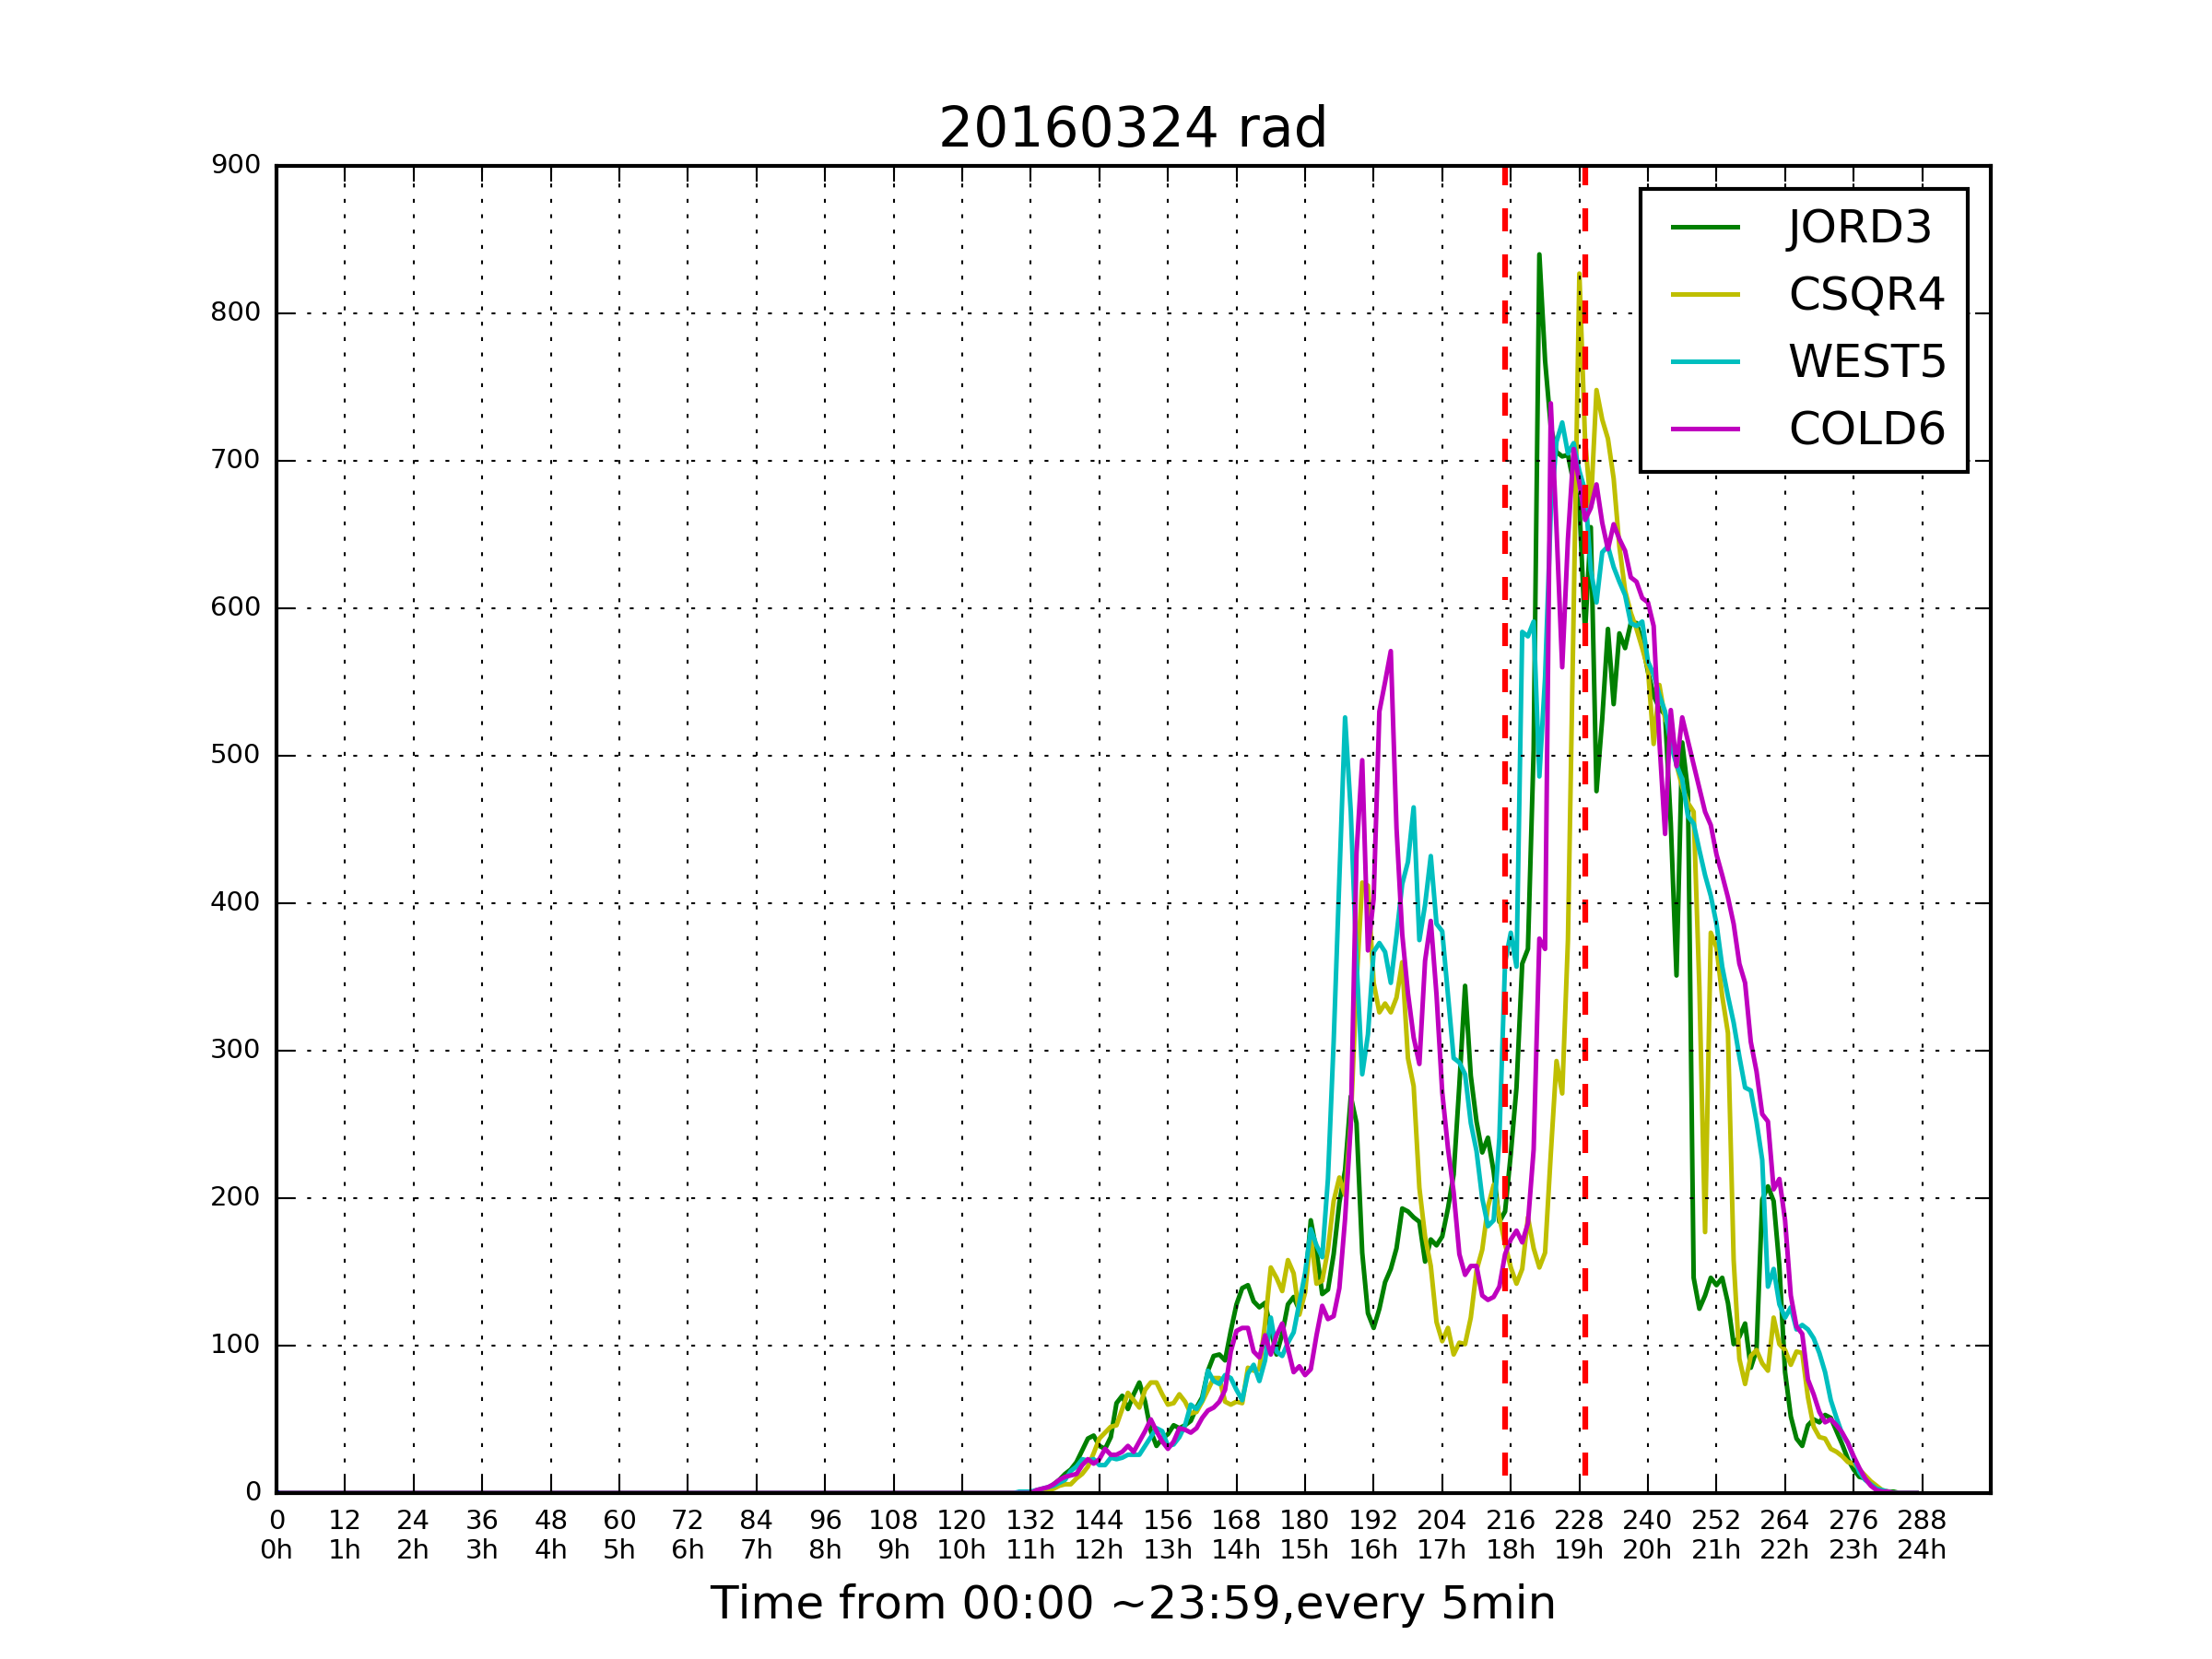 20160324 rad
900
800
700
600
500
400
300
200
100
0
JORD3
CSQR4
WEST5
COLD6
0 12 24 36 48 60 72 84 96 108 120 132 144 156 168 180 192 204 216 228 240 252 264 276 288
0h 1h 2h 3h 4h 5h 6h 7h 8h 9h 10h 11h 12h 13h 14h 15h 16h 17h 18h 19h 20h 21h 22h 23h 24h
Time from 00:00 ~23:59,every 5min